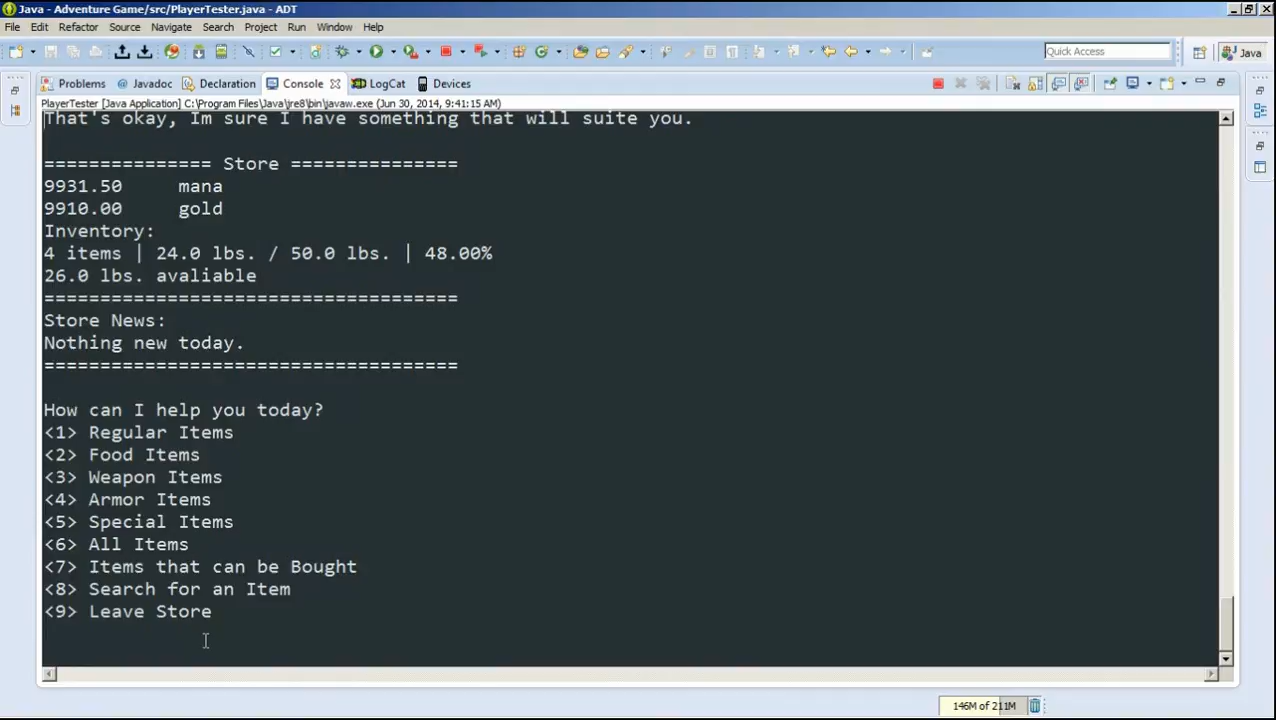 Java - Adventure Game/src/PlayerTester.java - ADT
File Edit Refactor Source Navigate Search Project Run Window Help
Quick Access
Java
Problems @ Javadoc Declaration Console LogCat Devices
PlayerTester [Java Application] C:\Program Files\Java\jre8\bin\javaw.exe (Jun 30, 2014, 9:41:15 AM)
That's okay, Im sure I have something that will suite you.
=============== Store ===============
9931.50 mana
9910.00 gold
Inventory:
4 items | 24.0 lbs. / 50.0 lbs. | 48.00%
26.0 lbs. avaliable
=====================================
Store News:
Nothing new today.
=====================================
How can I help you today?
<1> Regular Items
<2> Food Items
<3> Weapon Items
<4> Armor Items
<5> Special Items
<6> All Items
<7> Items that can be Bought
<8> Search for an Item
<9> Leave Store
146M of 211M